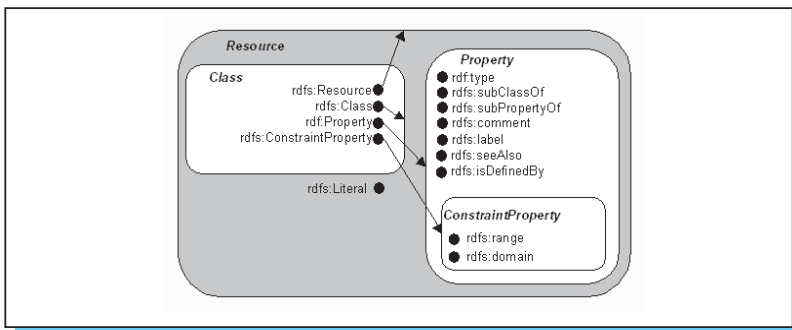 Resource
Class
rdfs:Resource
rdfs:Class
rdf:Property
rdfs:ConstraintProperty
rdfs:Literal
Property
rdf:type
rdfs:subClassOf
rdfs:subPropertyOf
rdfs:comment
rdfs:label
rdfs:seeAlso
rdfs:isDefinedBy
ConstraintProperty
rdfs:range
rdfs:domain